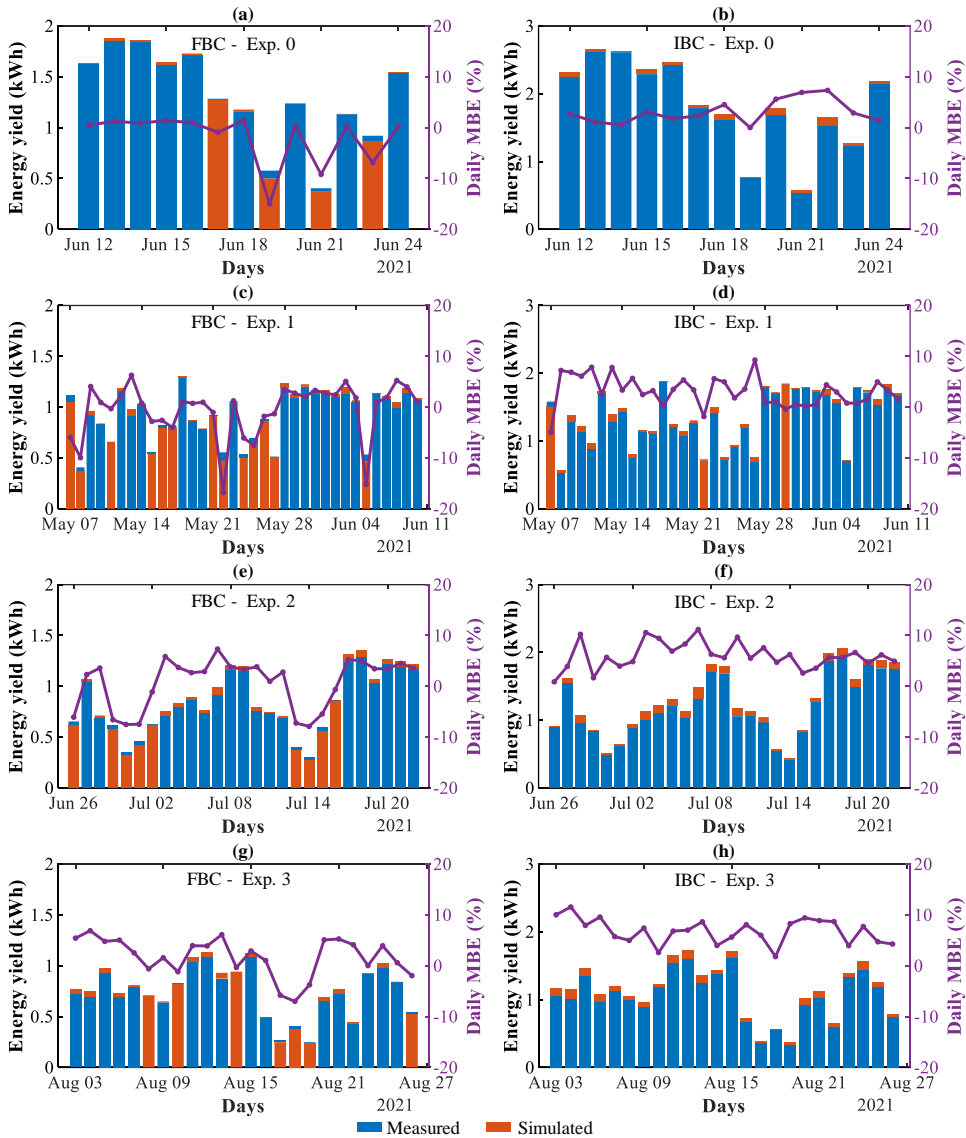 (a)
FBC - Exp. 0
Energy yield (kWh)
2
1.5
1
0.5
0
20
10
0
-10
-20
Daily MBE (%)
Jun 12 Jun 15 Jun 18 Jun 21 Jun 24
2021
Days
(b)
IBC - Exp. 0
Energy yield (kWh)
3
2
1
0
20
10
0
-10
-20
Daily MBE (%)
Jun 12 Jun 15 Jun 18 Jun 21 Jun 24
2021
Days
(c)
FBC - Exp. 1
Energy yield (kWh)
2
1.5
1
0.5
0
20
10
0
-10
-20
Daily MBE (%)
May 07 May 14 May 21 May 28 Jun 04 Jun 11
2021
Days
(d)
IBC - Exp. 1
Energy yield (kWh)
3
2
1
0
20
10
0
-10
-20
Daily MBE (%)
May 07 May 14 May 21 May 28 Jun 04 Jun 11
2021
Days
(e)
FBC - Exp. 2
Energy yield (kWh)
2
1.5
1
0.5
0
20
10
0
-10
-20
Daily MBE (%)
Jun 26 Jul 02 Jul 08 Jul 14 Jul 20
2021
Days
(f)
IBC - Exp. 2
Energy yield (kWh)
3
2
1
0
20
10
0
-10
-20
Daily MBE (%)
Jun 26 Jul 02 Jul 08 Jul 14 Jul 20
2021
Days
(g)
FBC - Exp. 3
Energy yield (kWh)
2
1.5
1
0.5
0
20
10
0
-10
-20
Daily MBE (%)
Aug 03 Aug 09 Aug 15 Aug 21 Aug 27
2021
Days
(h)
IBC - Exp. 3
Energy yield (kWh)
3
2
1
0
20
10
0
-10
-20
Daily MBE (%)
Aug 03 Aug 09 Aug 15 Aug 21 Aug 27
2021
Days
Measured Simulated